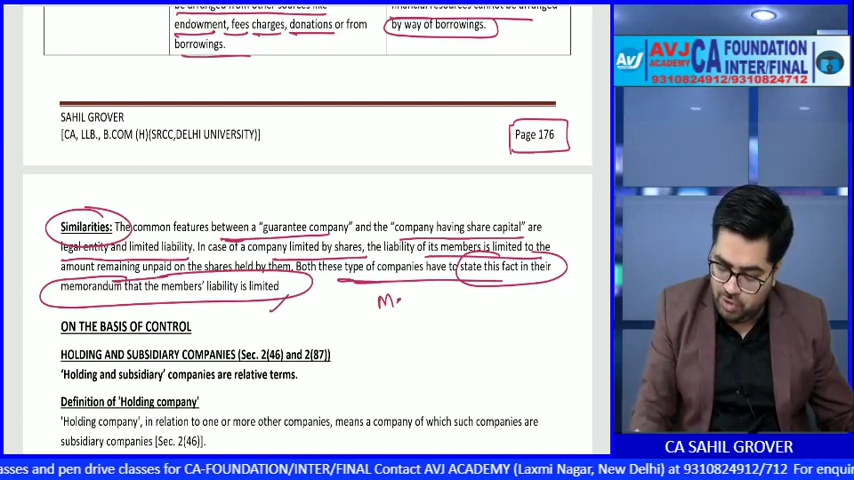 be arranged from other sources like
endowment, fees charges, donations or from
borrowings.
financial resources cannot be arranged
by way of borrowings.
SAHIL GROVER
[CA, LLB., B.COM (H)(SRCC,DELHI UNIVERSITY)]
Page 176
Similarities: The common features between a “guarantee company” and the “company having share capital” are
legal entity and limited liability. In case of a company limited by shares, the liability of its members is limited to the
amount remaining unpaid on the shares held by them. Both these type of companies have to state this fact in their
memorandum that the members’ liability is limited
M
ON THE BASIS OF CONTROL
HOLDING AND SUBSIDIARY COMPANIES (Sec. 2(46) and 2(87))
‘Holding and subsidiary’ companies are relative terms.
Definition of 'Holding company'
'Holding company', in relation to one or more other companies, means a company of which such companies are
subsidiary companies [Sec. 2(46)].
AVJ
AVJ
ACADEMY
CA
FOUNDATION
INTER/FINAL
9310824912/9310824712
CA SAHIL GROVER
asses and pen drive classes for CA-FOUNDATION/INTER/FINAL Contact AVJ ACADEMY (Laxmi Nagar, New Delhi) at 9310824912/712 For enquir